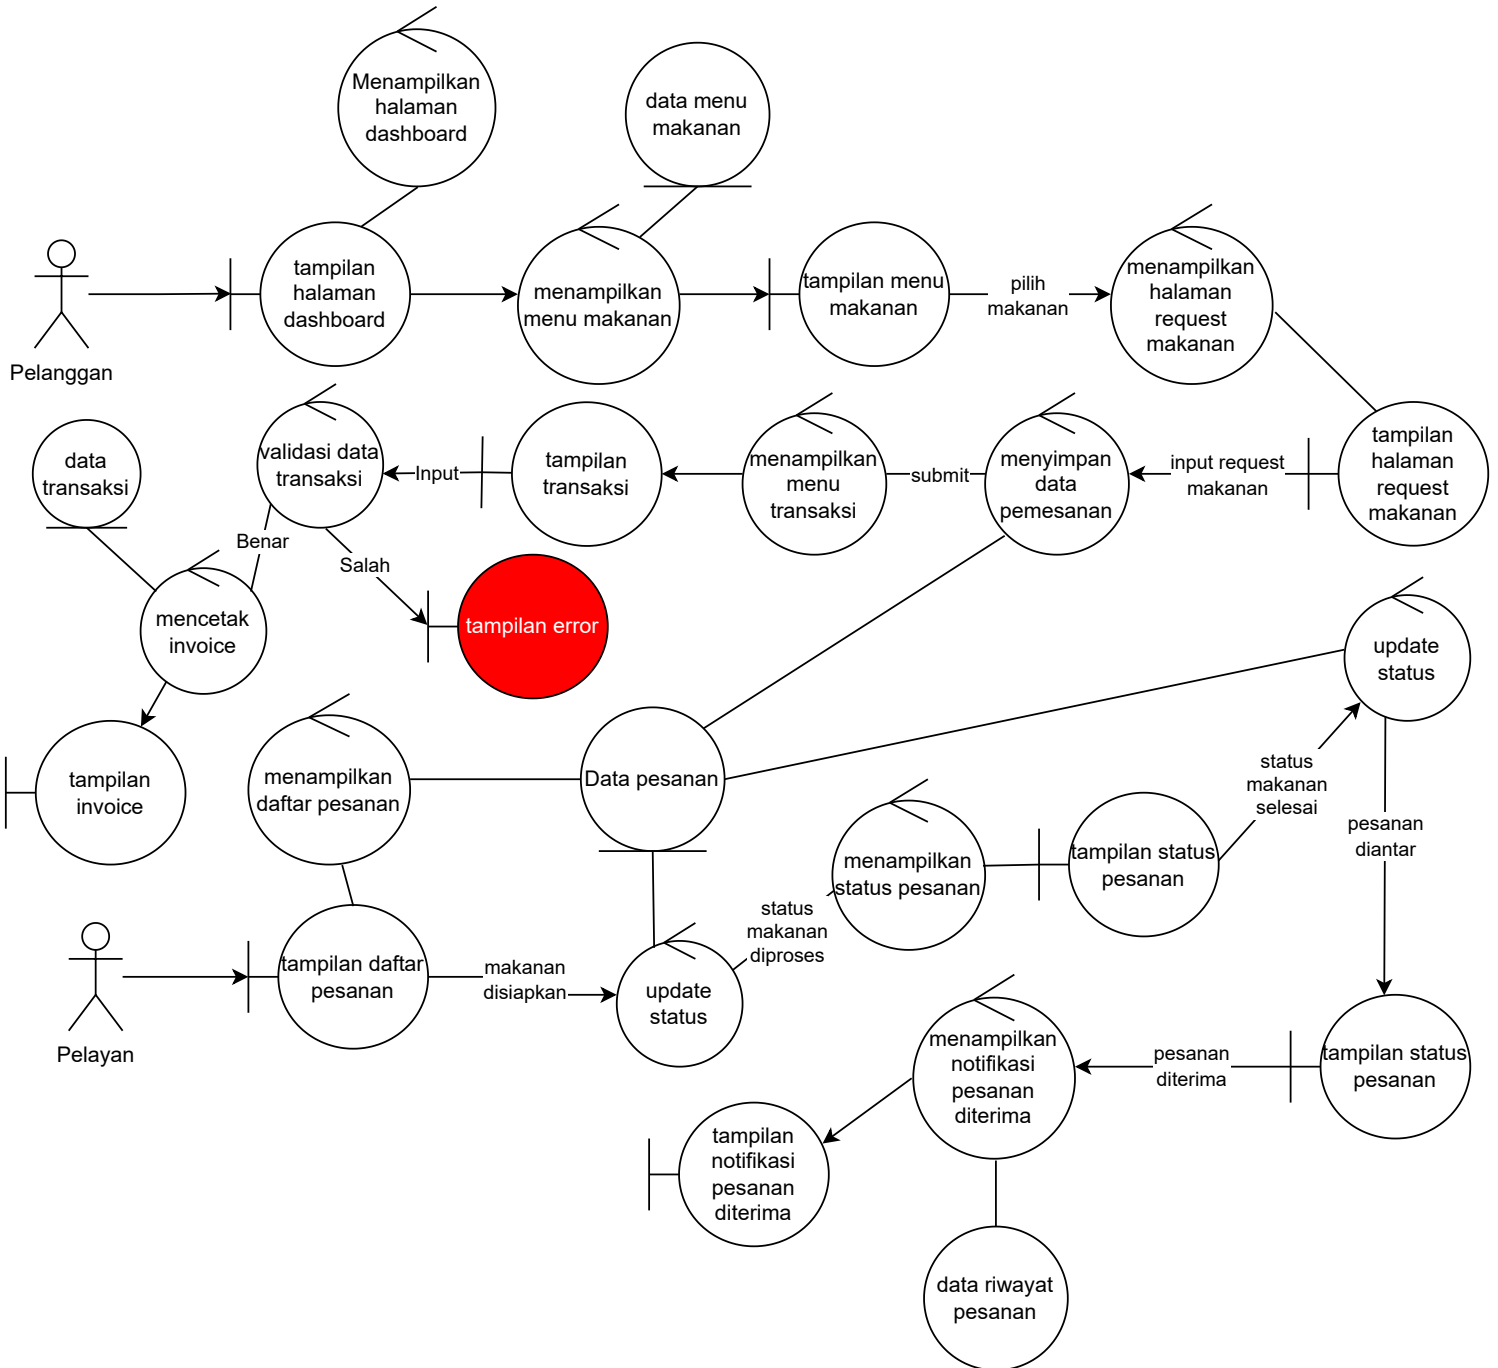 Menampilkan
halaman
dashboard
data menu
makanan
Pelanggan
tampilan
halaman
dashboard
menampilkan
menu makanan
tampilan menu
makanan
pilih
makanan
menampilkan
halaman
request
makanan
data
transaksi
validasi data
transaksi
Input
tampilan
transaksi
menampilkan
menu
transaksi
submit
menyimpan
data
pemesanan
input request
makanan
tampilan
halaman
request
makanan
Benar
Salah
mencetak
invoice
tampilan error
update
status
tampilan
invoice
menampilkan
daftar pesanan
Data pesanan
status
makanan
selesai
pesanan
diantar
menampilkan
status pesanan
tampilan status
pesanan
Pelayan
tampilan daftar
pesanan
makanan
disiapkan
update
status
status
makanan
diproses
menampilkan
notifikasi
pesanan
diterima
pesanan
diterima
tampilan status
pesanan
tampilan
notifikasi
pesanan
diterima
data riwayat
pesanan